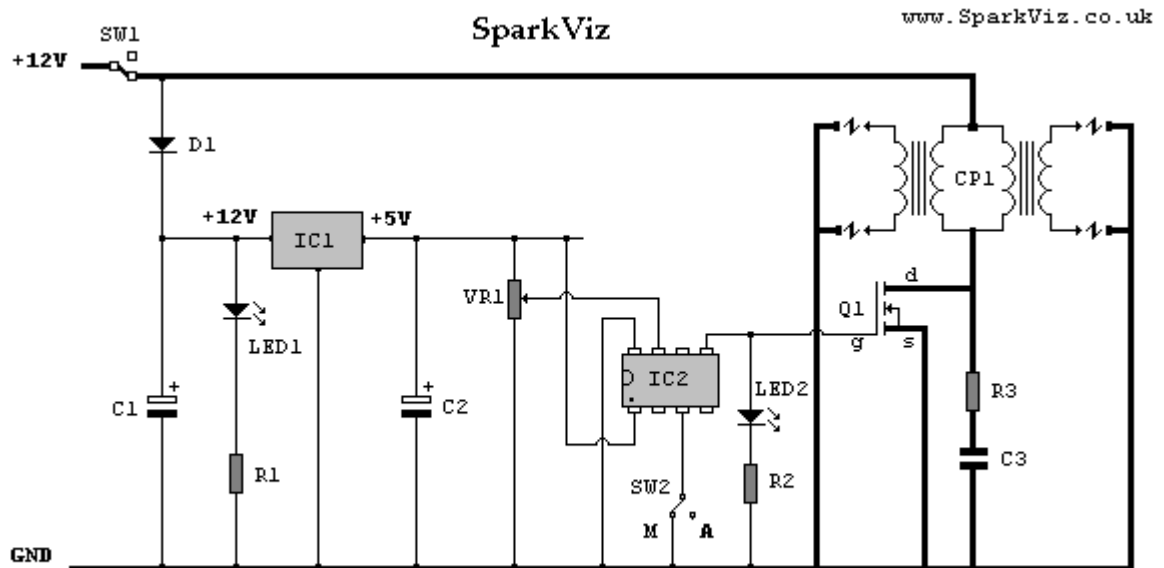 SparkViz
www.SparkViz.co.uk
SW1
+12V
D1
CP1
+12V
+5V
IC1
d
VR1
Q1
LED1
g
s
IC2
LED2
R3
C1
C2
C3
R1
SW2
R2
M
A
GND